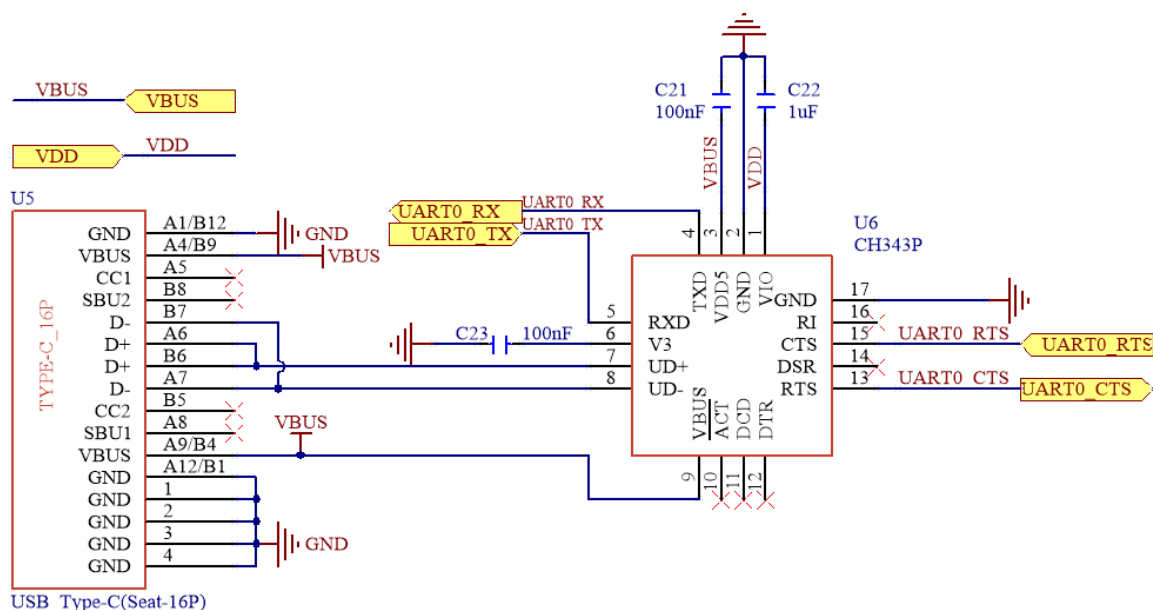 VBUS
VBUS
VDD
VDD
C21
100nF
C22
1uF
VBUS
VDD
U5
TYPE-C_16P
GND
A1/B12
GND
VBUS
A4/B9
VBUS
CC1
A5
SBU2
B8
D-
B7
D+
A6
D+
B6
D-
A7
CC2
B5
SBU1
A8
VBUS
A9/B4
VBUS
GND
A12/B1
GND
1
GND
2
GND
3
GND
GND
4
USB_Type-C(Seat-16P)
UART0_RX
UART0_RX
UART0_TX
UART0_TX
C23
100nF
U6
CH343P
4
3
2
1
TXD
VDD5
GND
VIO
5
RXD
6
V3
7
UD+
8
UD-
GND
17
RI
16
CTS
15
UART0_RTS
UART0_RTS
DSR
14
RTS
13
UART0_CTS
UART0_CTS
VBUS
ACT
DCD
DTR
9
10
11
12